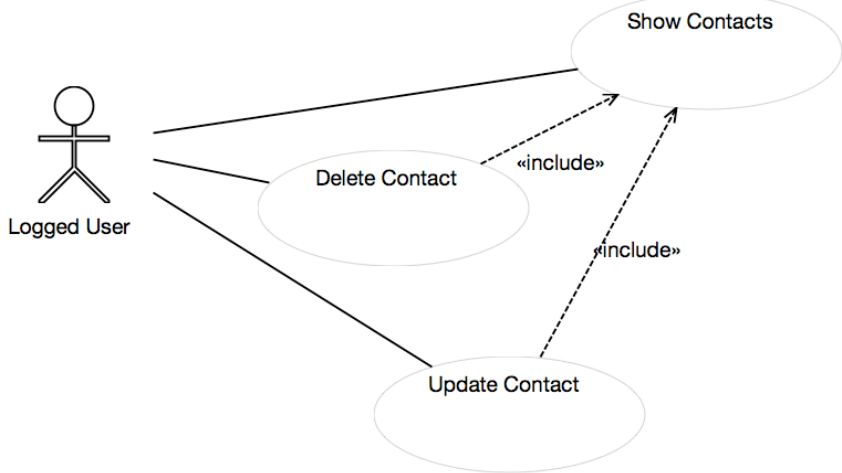 Show Contacts
«include»
Delete Contact
Logged User
«include»
Update Contact